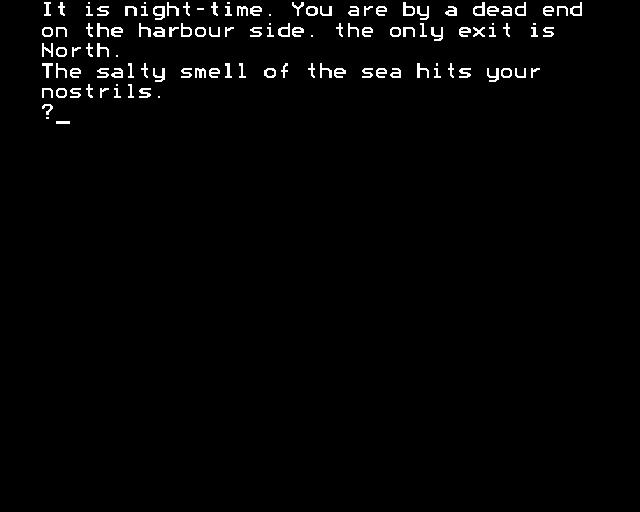 It is night-time. You are by a dead end
on the harbour side. the only exit is
North.
The salty smell of the sea hits your
nostrils.
?_